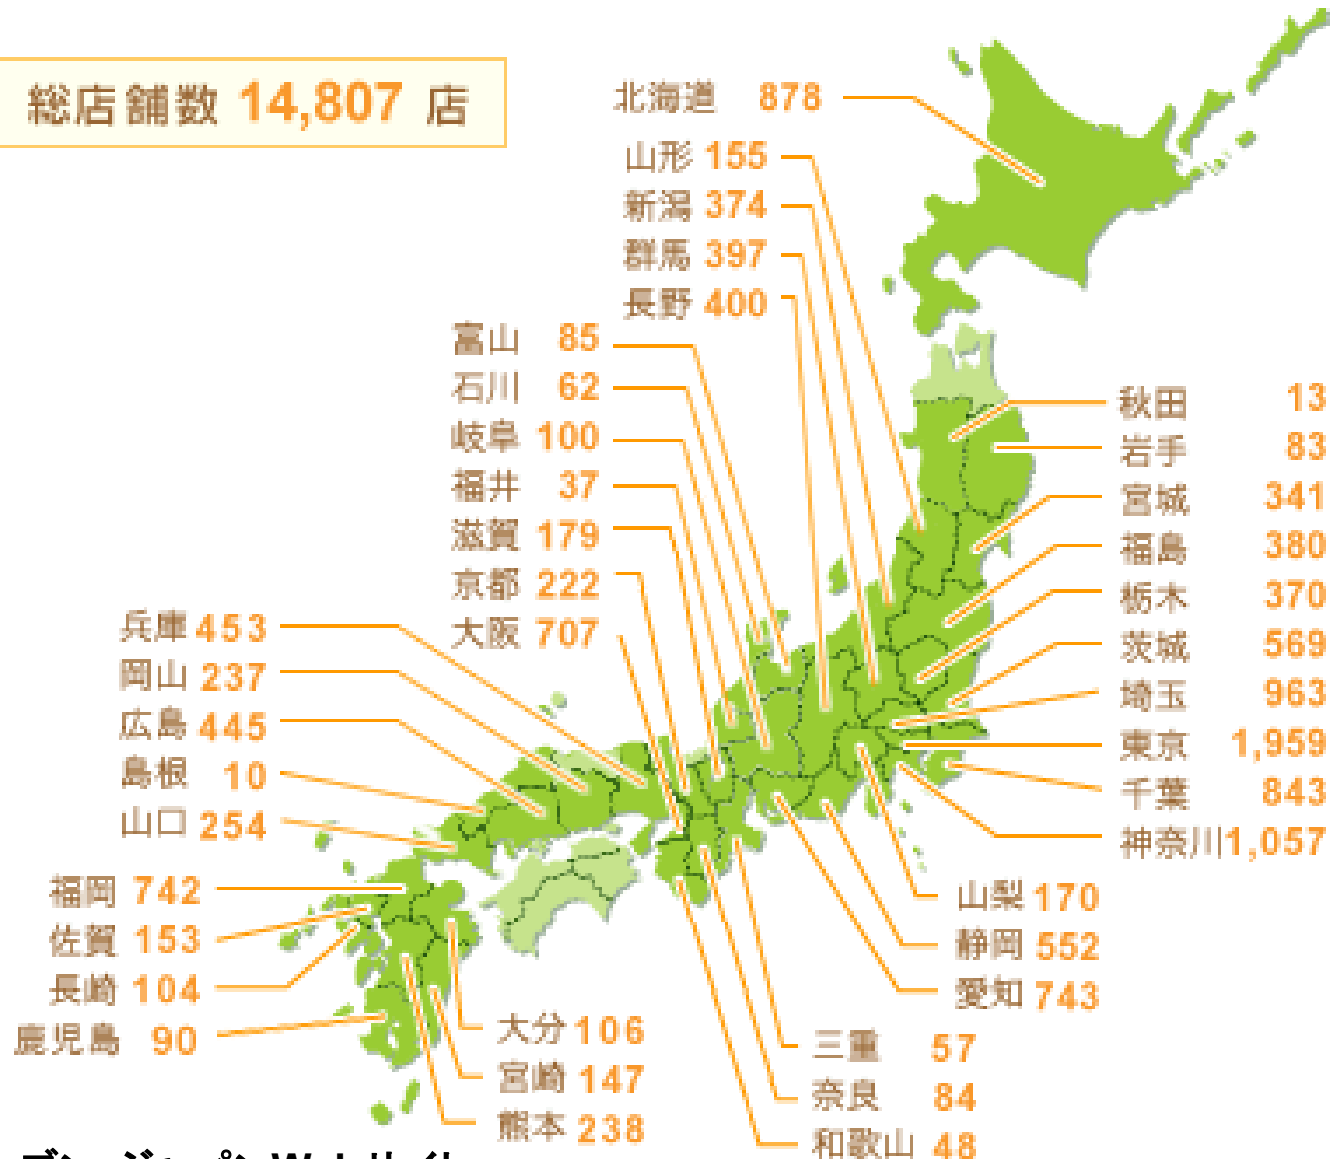 総店舗数 14,807 店
北海道 878
山形 155
新潟 374
群馬 397
長野 400
富山 85
石川 62
岐阜 100
福井 37
滋賀 179
京都 222
大阪 707
兵庫 453
岡山 237
広島 445
島根 10
山口 254
福岡 742
佐賀 153
長崎 104
鹿児島 90
大分 106
宮崎 147
熊本 238
秋田 13
岩手 83
宮城 341
福島 380
栃木 370
茨城 569
埼玉 963
東京 1,959
千葉 843
神奈川 1,057
山梨 170
静岡 552
愛知 743
三重 57
奈良 84
和歌山 48